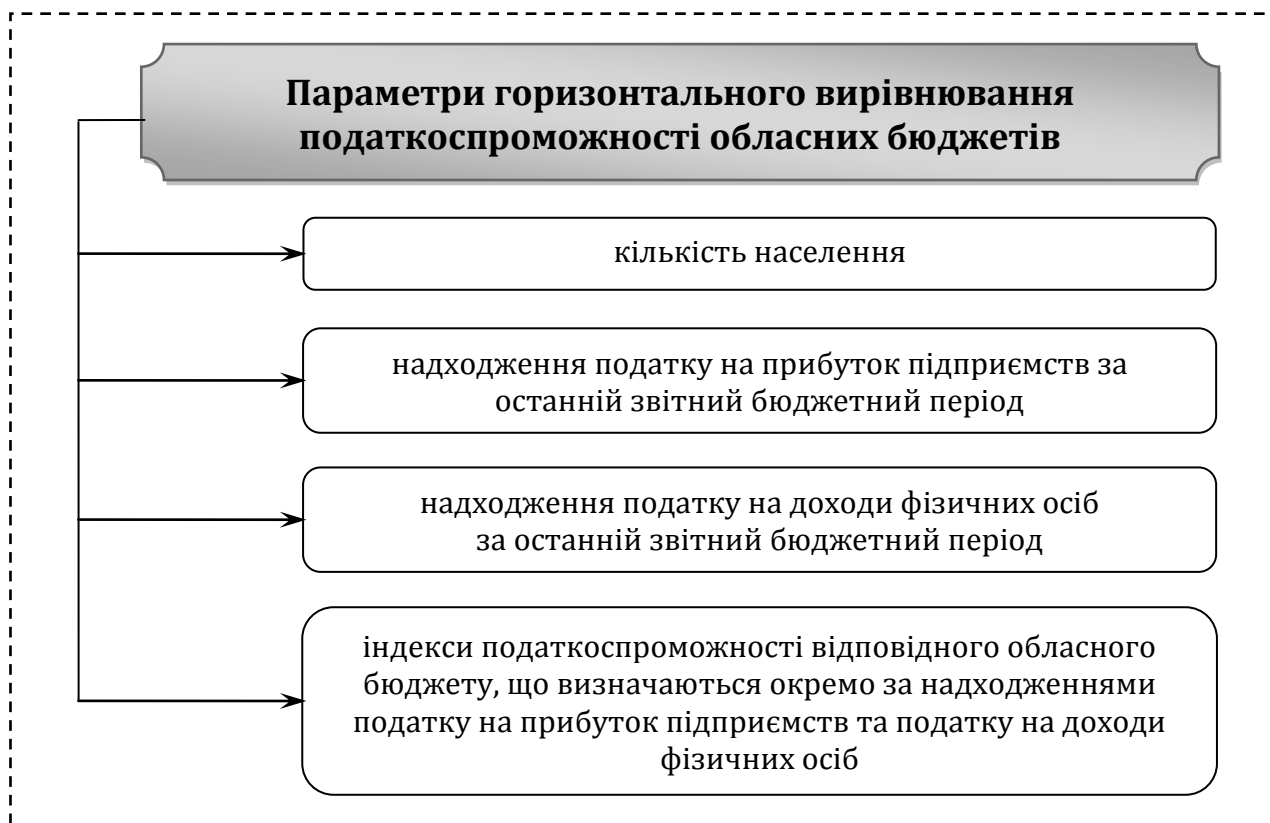 Параметри горизонтального вирівнювання
податкоспроможності обласних бюджетів
кількість населення
надходження податку на прибуток підприємств за
останній звітний бюджетний період
надходження податку на доходи фізичних осіб
за останній звітний бюджетний період
індекси податкоспроможності відповідного обласного
бюджету, що визначаються окремо за надходженнями
податку на прибуток підприємств та податку на доходи
фізичних осіб